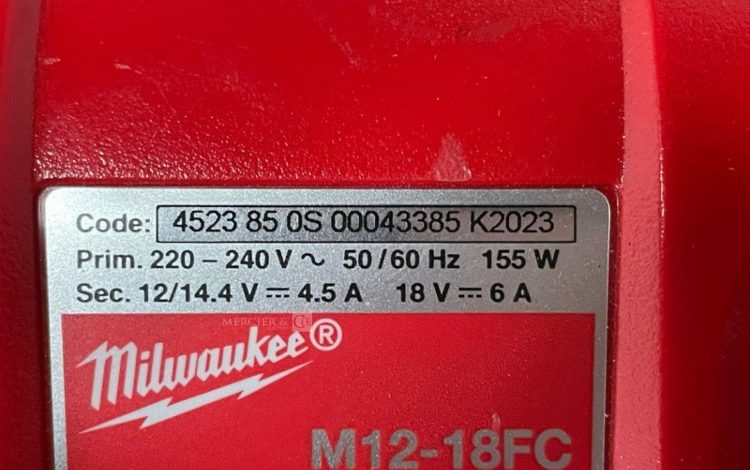 Code: 4523 85 0S 00043385 K2023
Prim. 220 – 240 V ~ 50/60 Hz 155 W
Sec. 12/14.4 V ⎓ 4.5 A 18 V ⎓ 6 A
MERCIER &
Milwaukee®
M12-18FC